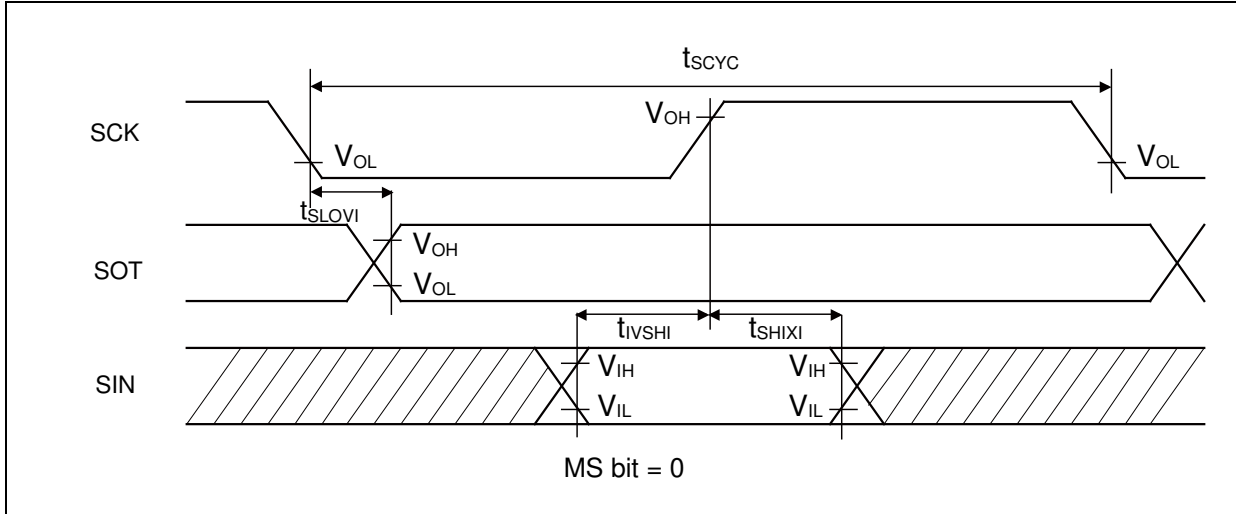 tSCYC
SCK
VOH
VOL
VOL
tSLOVI
SOT
VOH
VOL
tIVSHI
tSHIXI
SIN
VIH
VIH
VIL
VIL
MS bit = 0